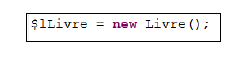 $lLivre = new Livre();